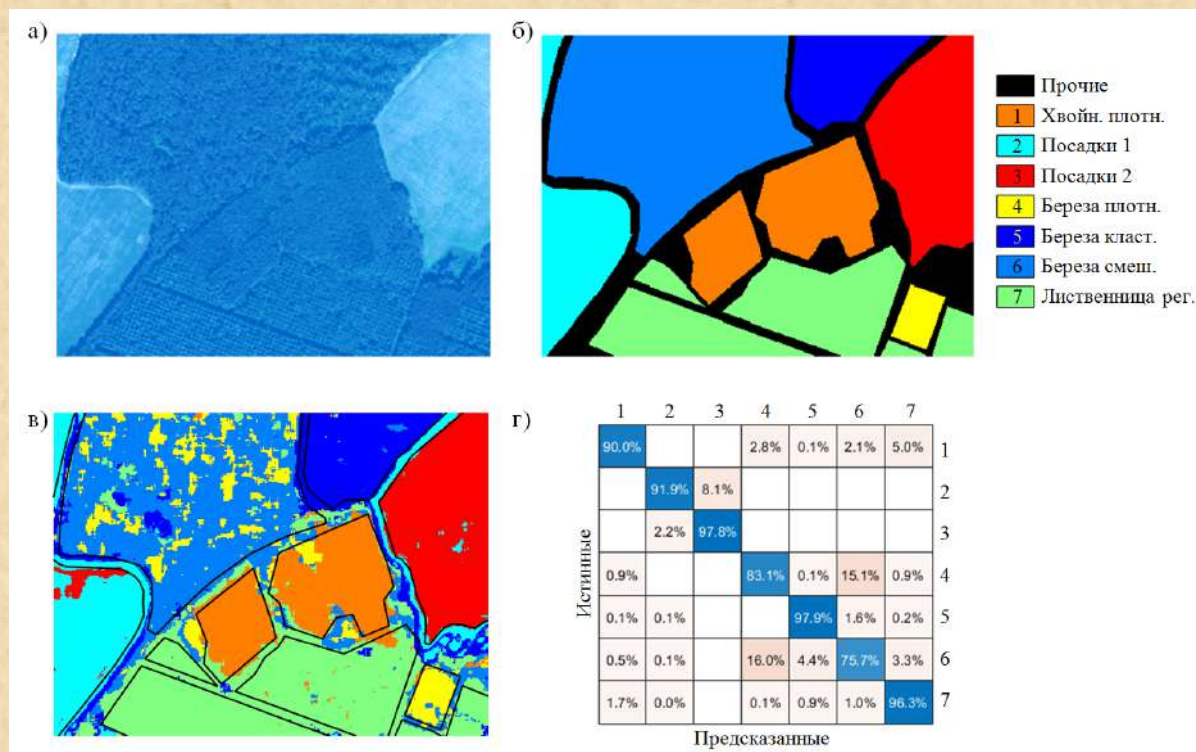 а)
б)
Прочие
1 Хвойн. плотн.
2 Посадки 1
3 Посадки 2
4 Береза плотн.
5 Береза класт.
6 Береза смеш.
7 Лиственница рег.
в)
г)
1 2 3 4 5 6 7
90.0% 2.8% 0.1% 2.1% 5.0% 1
91.9% 8.1% 2
2.2% 97.8% 3
0.9% 83.1% 0.1% 15.1% 0.9% 4
0.1% 0.1% 97.9% 1.6% 0.2% 5
0.5% 0.1% 16.0% 4.4% 75.7% 3.3% 6
1.7% 0.0% 0.1% 0.9% 1.0% 96.3% 7
Истинные
Предсказанные